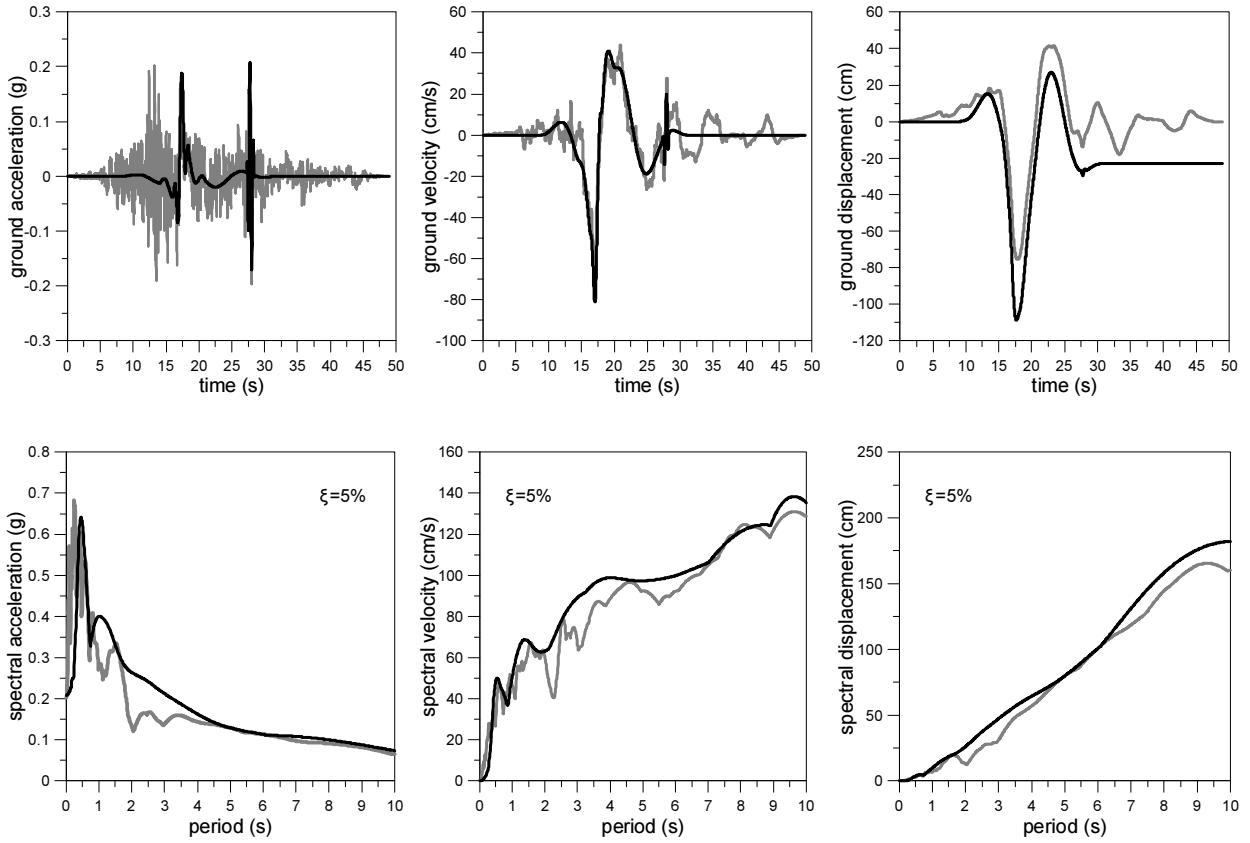 0.3
0.2
0.1
0
-0.1
-0.2
-0.3
ground acceleration (g)
0 5 10 15 20 25 30 35 40 45 50
time (s)
60
40
20
0
-20
-40
-60
-80
-100
ground velocity (cm/s)
0 5 10 15 20 25 30 35 40 45 50
time (s)
60
40
20
0
-20
-40
-60
-80
-100
-120
ground displacement (cm)
0 5 10 15 20 25 30 35 40 45 50
time (s)
0.8
0.7
0.6
0.5
0.4
0.3
0.2
0.1
0
spectral acceleration (g)
ξ=5%
0 1 2 3 4 5 6 7 8 9 10
period (s)
160
140
120
100
80
60
40
20
0
spectral velocity (cm/s)
ξ=5%
0 1 2 3 4 5 6 7 8 9 10
period (s)
250
200
150
100
50
0
spectral displacement (cm)
ξ=5%
0 1 2 3 4 5 6 7 8 9 10
period (s)